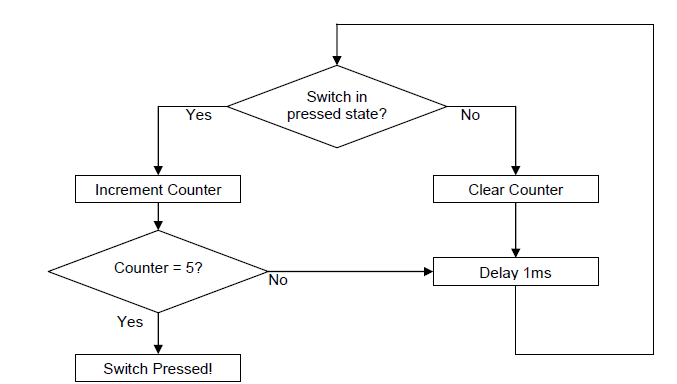 Switch in
pressed state?
Yes
No
Increment Counter
Clear Counter
Counter = 5?
Delay 1ms
No
Yes
Switch Pressed!